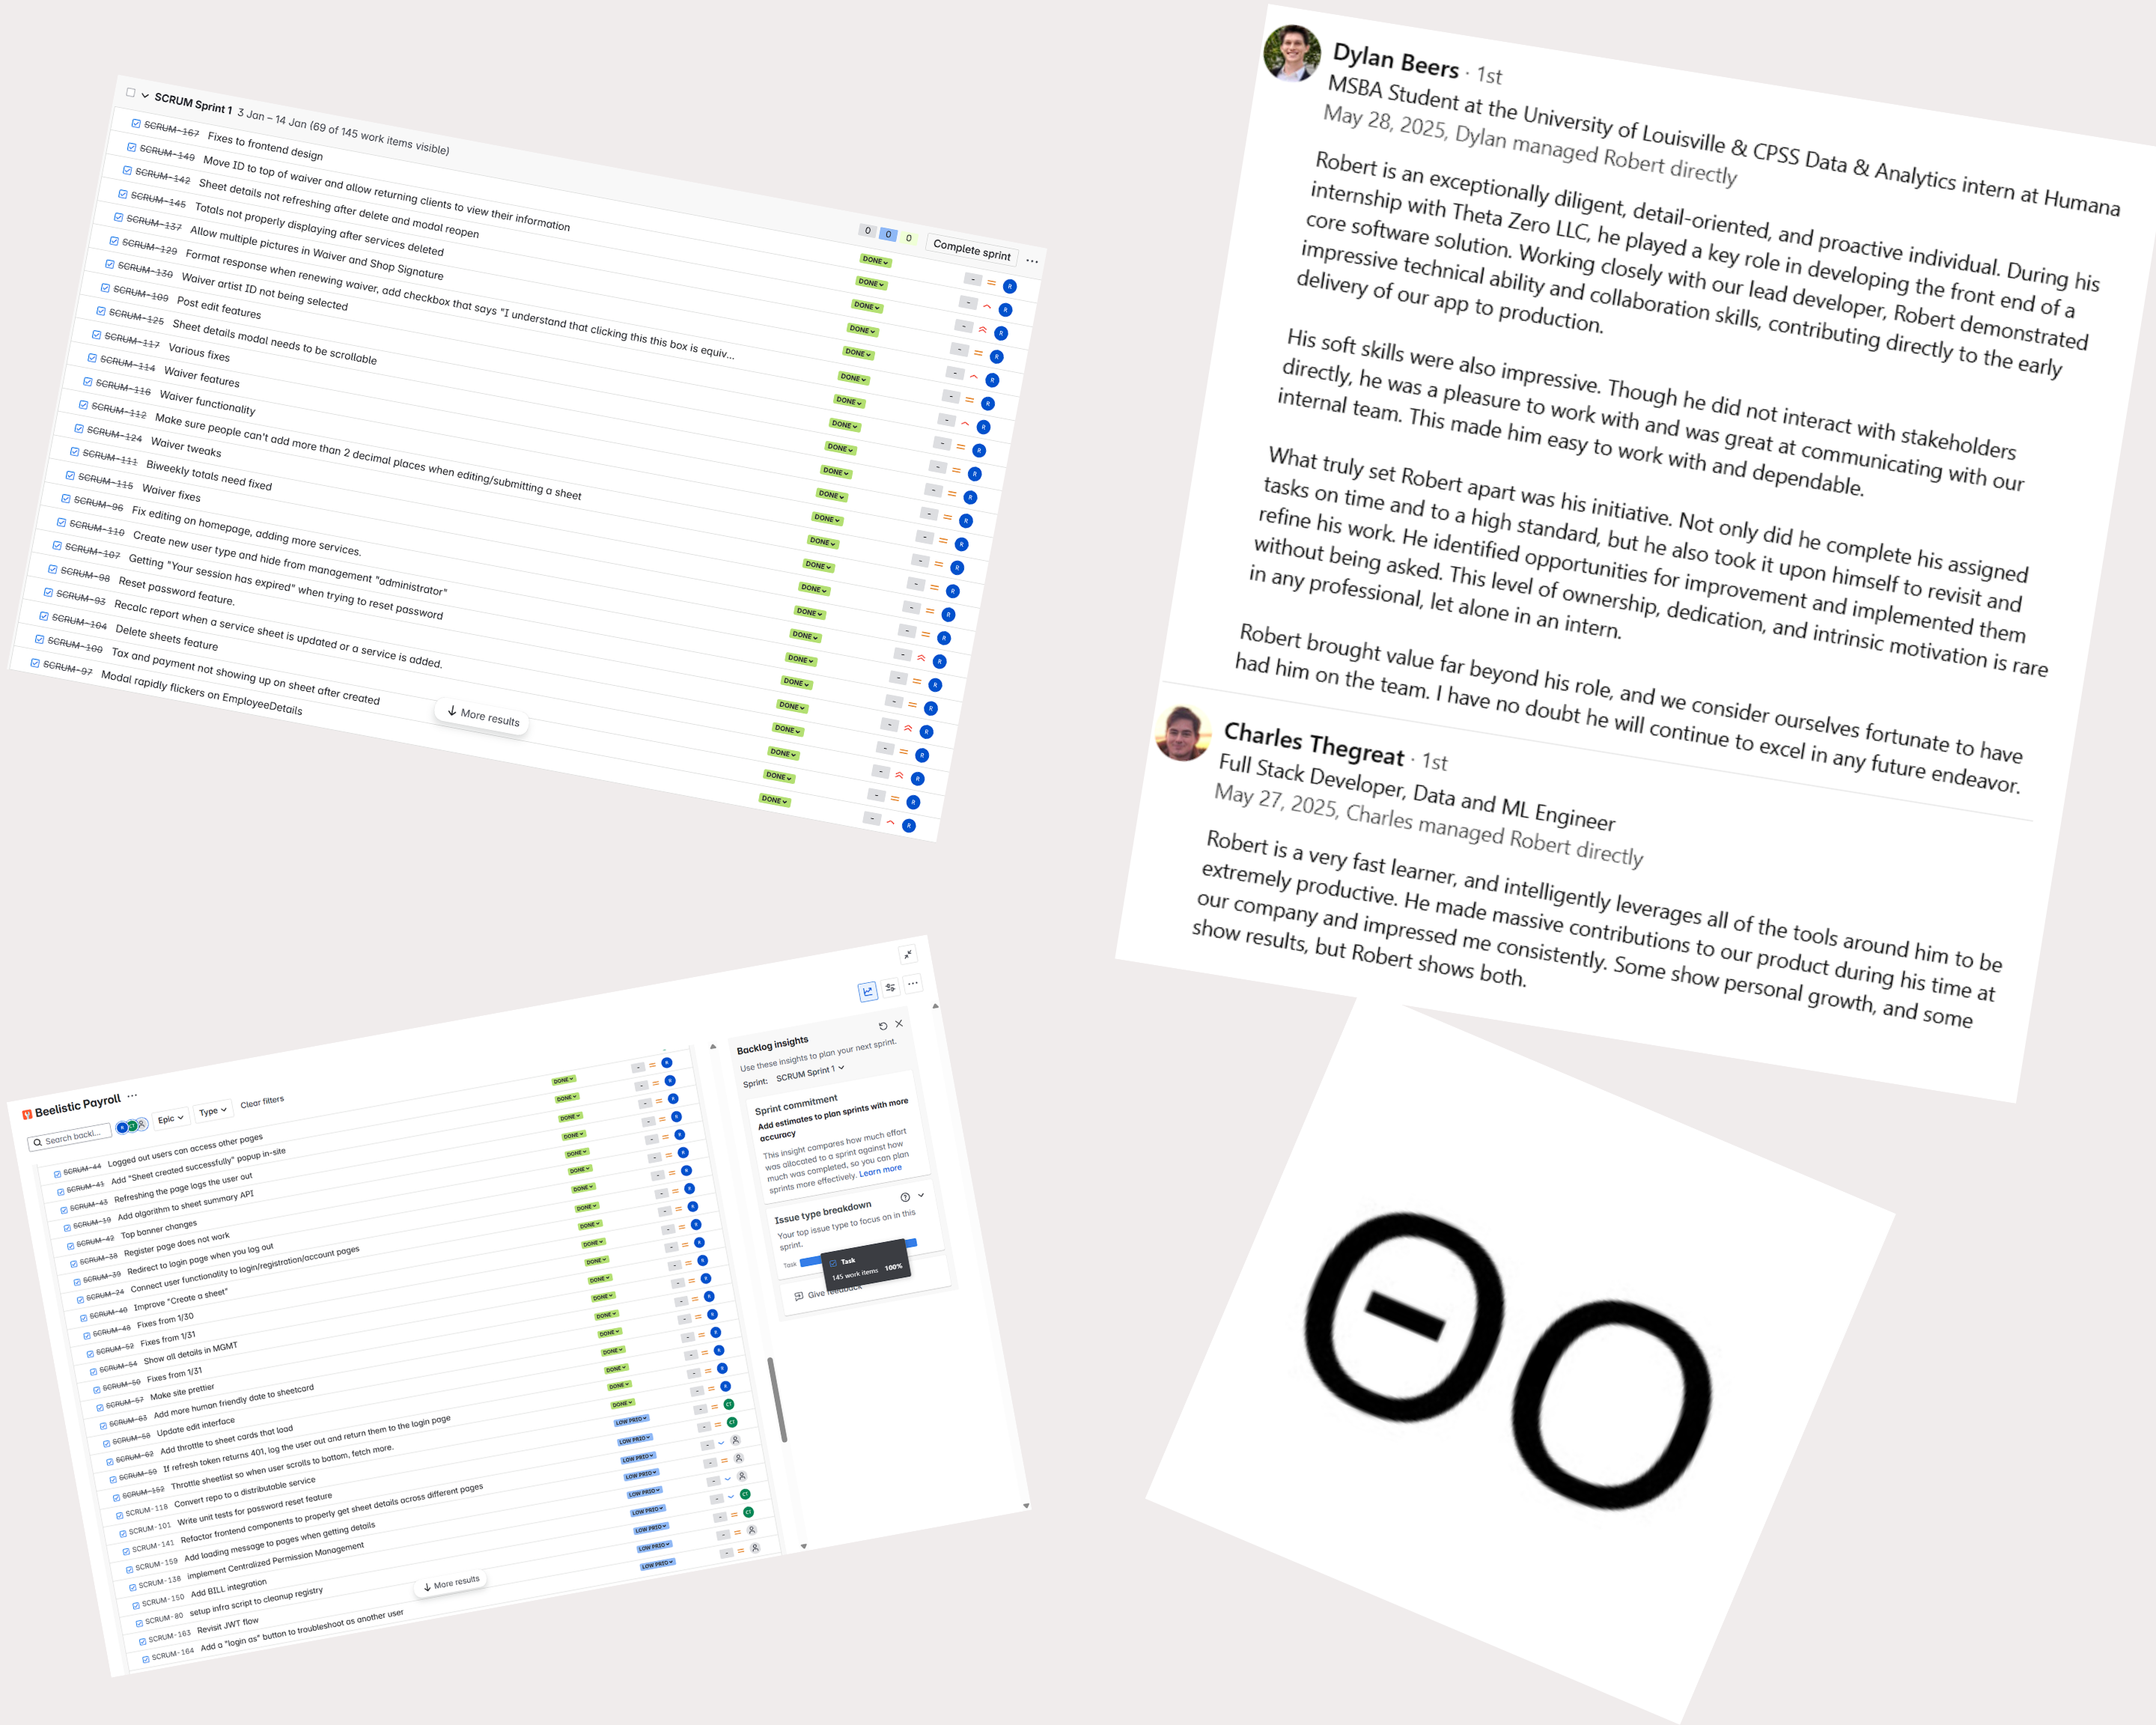 SCRUM Sprint 1 3 Jan – 14 Jan (69 of 145 work items visible)
0 0 0 Complete sprint ...
SCRUM-167 Fixes to frontend design DONE - R
SCRUM-149 Move ID to top of waiver and allow returning clients to view their information DONE - R
SCRUM-142 Sheet details not refreshing after delete and modal reopen DONE - R
SCRUM-145 Totals not properly displaying after services deleted DONE - R
SCRUM-137 Allow multiple pictures in Waiver and Shop Signature DONE - R
SCRUM-129 Format response when renewing waiver, add checkbox that says "I understand that clicking this this box is equiv... DONE - R
SCRUM-130 Waiver artist ID not being selected DONE - R
SCRUM-109 Post edit features DONE - R
SCRUM-125 Sheet details modal needs to be scrollable DONE - R
SCRUM-117 Various fixes DONE - R
SCRUM-114 Waiver features DONE - R
SCRUM-116 Waiver functionality DONE - R
SCRUM-112 Make sure people can't add more than 2 decimal places when editing/submitting a sheet DONE - R
SCRUM-124 Waiver tweaks DONE - R
SCRUM-111 Biweekly totals need fixed DONE - R
SCRUM-115 Waiver fixes DONE - R
SCRUM-96 Fix editing on homepage, adding more services. DONE - R
SCRUM-110 Create new user type and hide from management "administrator" DONE - R
SCRUM-107 Getting "Your session has expired" when trying to reset password DONE - R
SCRUM-98 Reset password feature. DONE - R
SCRUM-93 Recalc report when a service sheet is updated or a service is added. DONE - R
SCRUM-104 Delete sheets feature DONE - R
SCRUM-100 Tax and payment not showing up on sheet after created DONE - R
SCRUM-97 Modal rapidly flickers on EmployeeDetails DONE - R
More results
Dylan Beers · 1st
MSBA Student at the University of Louisville & CPSS Data & Analytics intern at Humana
May 28, 2025, Dylan managed Robert directly
Robert is an exceptionally diligent, detail-oriented, and proactive individual. During his
internship with Theta Zero LLC, he played a key role in developing the front end of a
core software solution. Working closely with our lead developer, Robert demonstrated
impressive technical ability and collaboration skills, contributing directly to the early
delivery of our app to production.
His soft skills were also impressive. Though he did not interact with stakeholders
directly, he was a pleasure to work with and was great at communicating with our
internal team. This made him easy to work with and dependable.
What truly set Robert apart was his initiative. Not only did he complete his assigned
tasks on time and to a high standard, but he also took it upon himself to revisit and
refine his work. He identified opportunities for improvement and implemented them
without being asked. This level of ownership, dedication, and intrinsic motivation is rare
in any professional, let alone in an intern.
Robert brought value far beyond his role, and we consider ourselves fortunate to have
had him on the team. I have no doubt he will continue to excel in any future endeavor.
Charles Thegreat · 1st
Full Stack Developer, Data and ML Engineer
May 27, 2025, Charles managed Robert directly
Robert is a very fast learner, and intelligently leverages all of the tools around him to be
extremely productive. He made massive contributions to our product during his time at
our company and impressed me consistently. Some show personal growth, and some
show results, but Robert shows both.
Beelistic Payroll ...
Search backl... R CT Epic Type Clear filters
SCRUM-44 Logged out users can access other pages DONE - R
SCRUM-41 Add "Sheet created successfully" popup in-site DONE - R
SCRUM-43 Refreshing the page logs the user out DONE - R
SCRUM-19 Add algorithm to sheet summary API DONE - R
SCRUM-42 Top banner changes DONE - R
SCRUM-38 Register page does not work DONE - R
SCRUM-39 Redirect to login page when you log out DONE - R
SCRUM-24 Connect user functionality to login/registration/account pages DONE - R
SCRUM-40 Improve "Create a sheet" DONE - R
SCRUM-48 Fixes from 1/30 DONE - R
SCRUM-52 Fixes from 1/31 DONE - R
SCRUM-54 Show all details in MGMT DONE - R
SCRUM-50 Fixes from 1/31 DONE - R
SCRUM-57 Make site prettier DONE - R
SCRUM-63 Add more human friendly date to sheetcard DONE - R
SCRUM-58 Update edit interface DONE - R
SCRUM-62 Add throttle to sheet cards that load DONE - R
SCRUM-59 If refresh token returns 401, log the user out and return them to the login page DONE - R
SCRUM-152 Throttle sheetlist so when user scrolls to bottom, fetch more. DONE - R
SCRUM-118 Convert repo to a distributable service LOW PRIO - CT
SCRUM-101 Write unit tests for password reset feature LOW PRIO - CT
SCRUM-141 Refactor frontend components to properly get sheet details across different pages LOW PRIO -
SCRUM-159 Add loading message to pages when getting details LOW PRIO -
SCRUM-138 implement Centralized Permission Management LOW PRIO -
SCRUM-150 Add BILL integration LOW PRIO - CT
SCRUM-80 setup infra script to cleanup registry LOW PRIO - CT
SCRUM-163 Revisit JWT flow LOW PRIO -
SCRUM-164 Add a "login as" button to troubleshoot as another user LOW PRIO -
More results
Backlog insights
Use these insights to plan your next sprint.
Sprint: SCRUM Sprint 1
Sprint commitment
Add estimates to plan sprints with more
accuracy
This insight compares how much effort
was allocated to a sprint against how
much was completed, so you can plan
sprints more effectively. Learn more
Issue type breakdown
Your top issue type to focus on in this
sprint.
Task
Task
145 work items 100%
Give feedback
ΘO